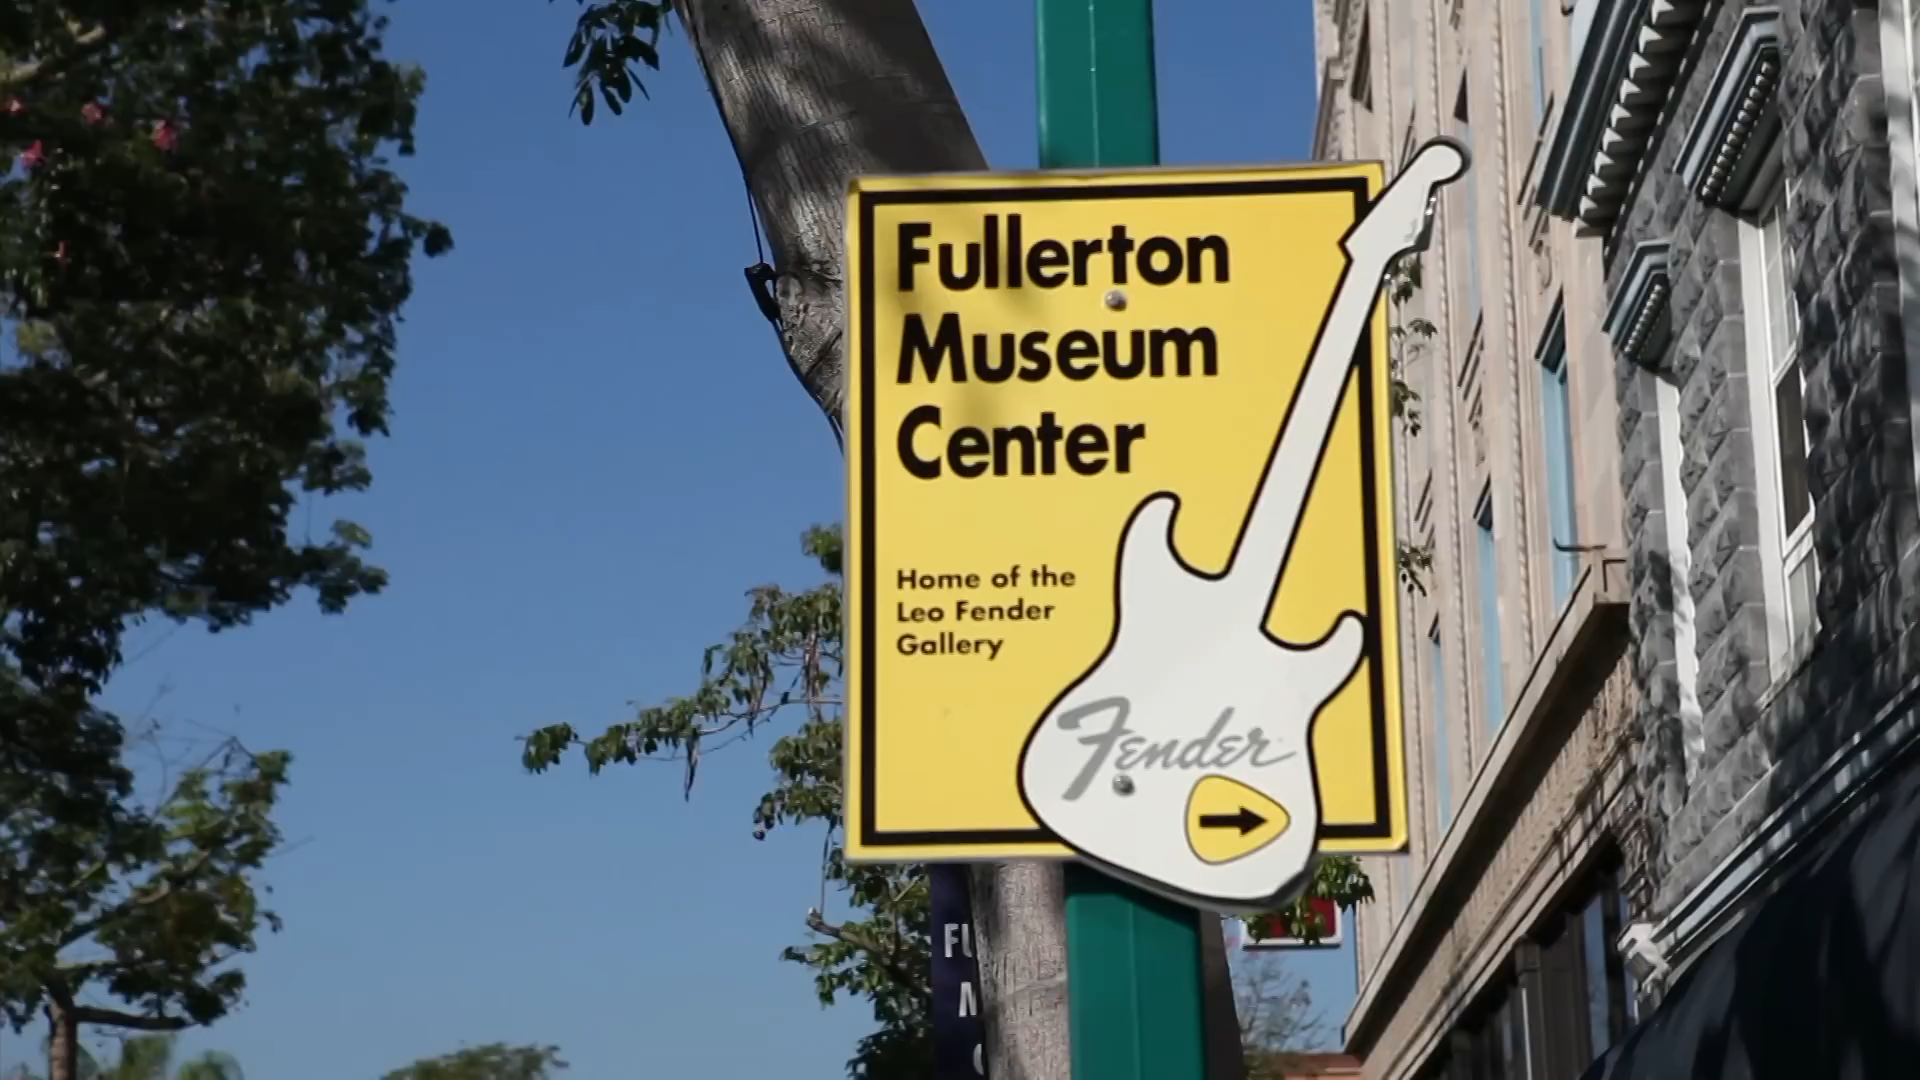 Fullerton
Museum
Center
Home of the
Leo Fender
Gallery
Fender